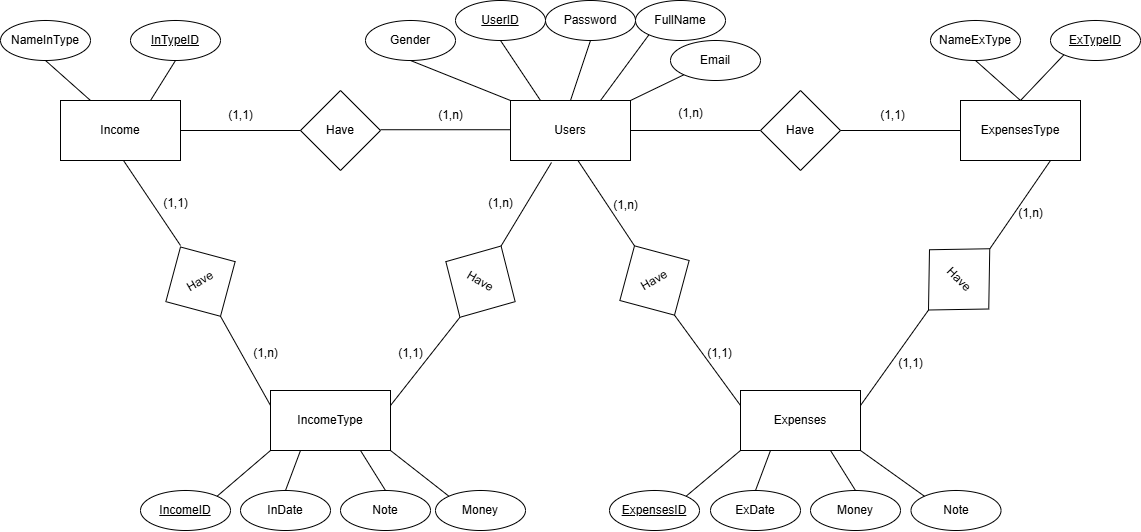 UserID
Password
FullName
NameInType
InTypeID
Gender
NameExType
ExTypeID
Email
(1,1)
(1,n)
(1,n)
(1,1)
Income
Have
Users
Have
ExpensesType
(1,1)
(1,n)
(1,n)
(1,n)
Have
Have
Have
Have
(1,n)
(1,1)
(1,1)
(1,1)
IncomeType
Expenses
IncomeID
InDate
Note
Money
ExpensesID
ExDate
Money
Note